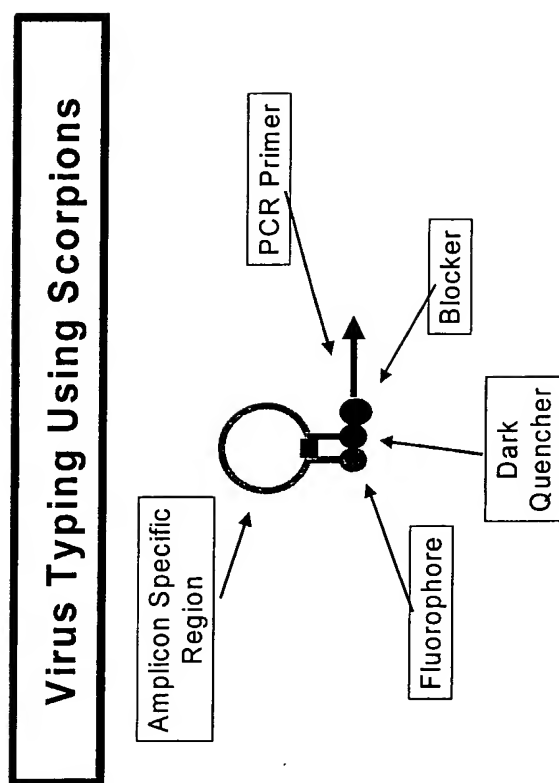 Virus Typing Using Scorpions
Amplicon Specific
Region
PCR Primer
Fluorophore
Dark
Quencher
Blocker